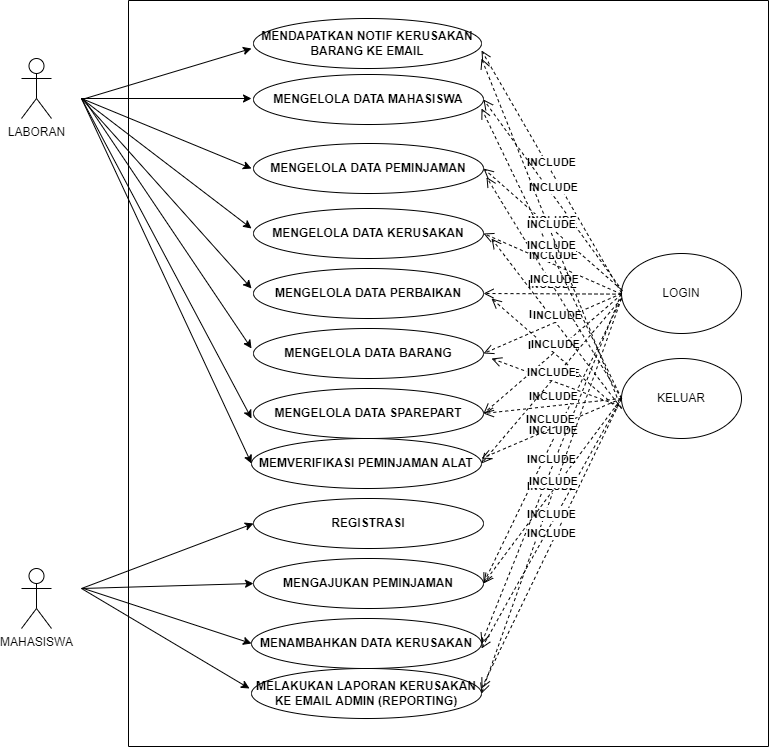 MENDAPATKAN NOTIF KERUSAKAN
BARANG KE EMAIL
LABORAN
MENGELOLA DATA MAHASISWA
MENGELOLA DATA PEMINJAMAN
INCLUDE
INCLUDE
MENGELOLA DATA KERUSAKAN
INCLUDE
INCLUDE
INCLUDE
MENGELOLA DATA PERBAIKAN
INCLUDE
LOGIN
INCLUDE
MENGELOLA DATA BARANG
INCLUDE
INCLUDE
KELUAR
INCLUDE
MENGELOLA DATA SPAREPART
INCLUDE
INCLUDE
MEMVERIFIKASI PEMINJAMAN ALAT
INCLUDE
INCLUDE
REGISTRASI
INCLUDE
INCLUDE
MENGAJUKAN PEMINJAMAN
MAHASISWA
MENAMBAHKAN DATA KERUSAKAN
MELAKUKAN LAPORAN KERUSAKAN
KE EMAIL ADMIN (REPORTING)